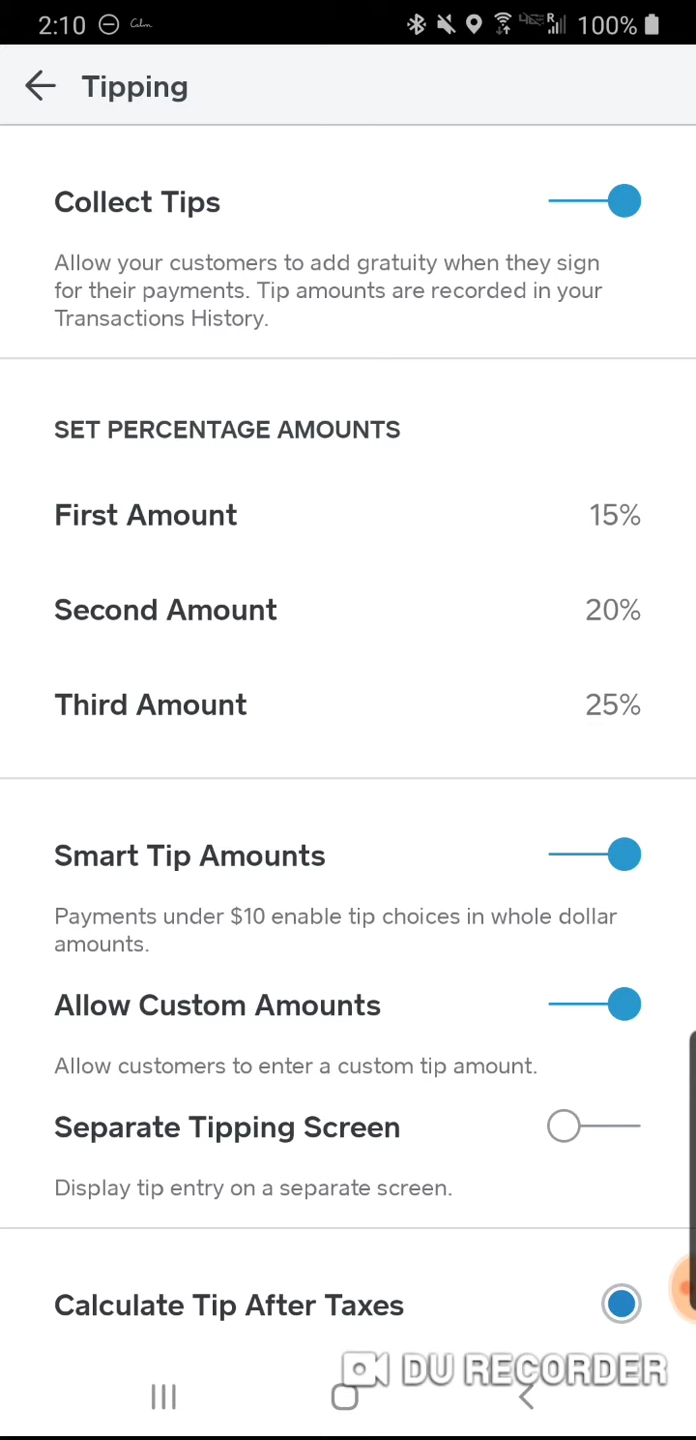 2:10 Calm 4G R 100%
Tipping
Collect Tips
Allow your customers to add gratuity when they sign
for their payments. Tip amounts are recorded in your
Transactions History.
SET PERCENTAGE AMOUNTS
First Amount 15%
Second Amount 20%
Third Amount 25%
Smart Tip Amounts
Payments under $10 enable tip choices in whole dollar
amounts.
Allow Custom Amounts
Allow customers to enter a custom tip amount.
Separate Tipping Screen
Display tip entry on a separate screen.
Calculate Tip After Taxes
DU RECORDER